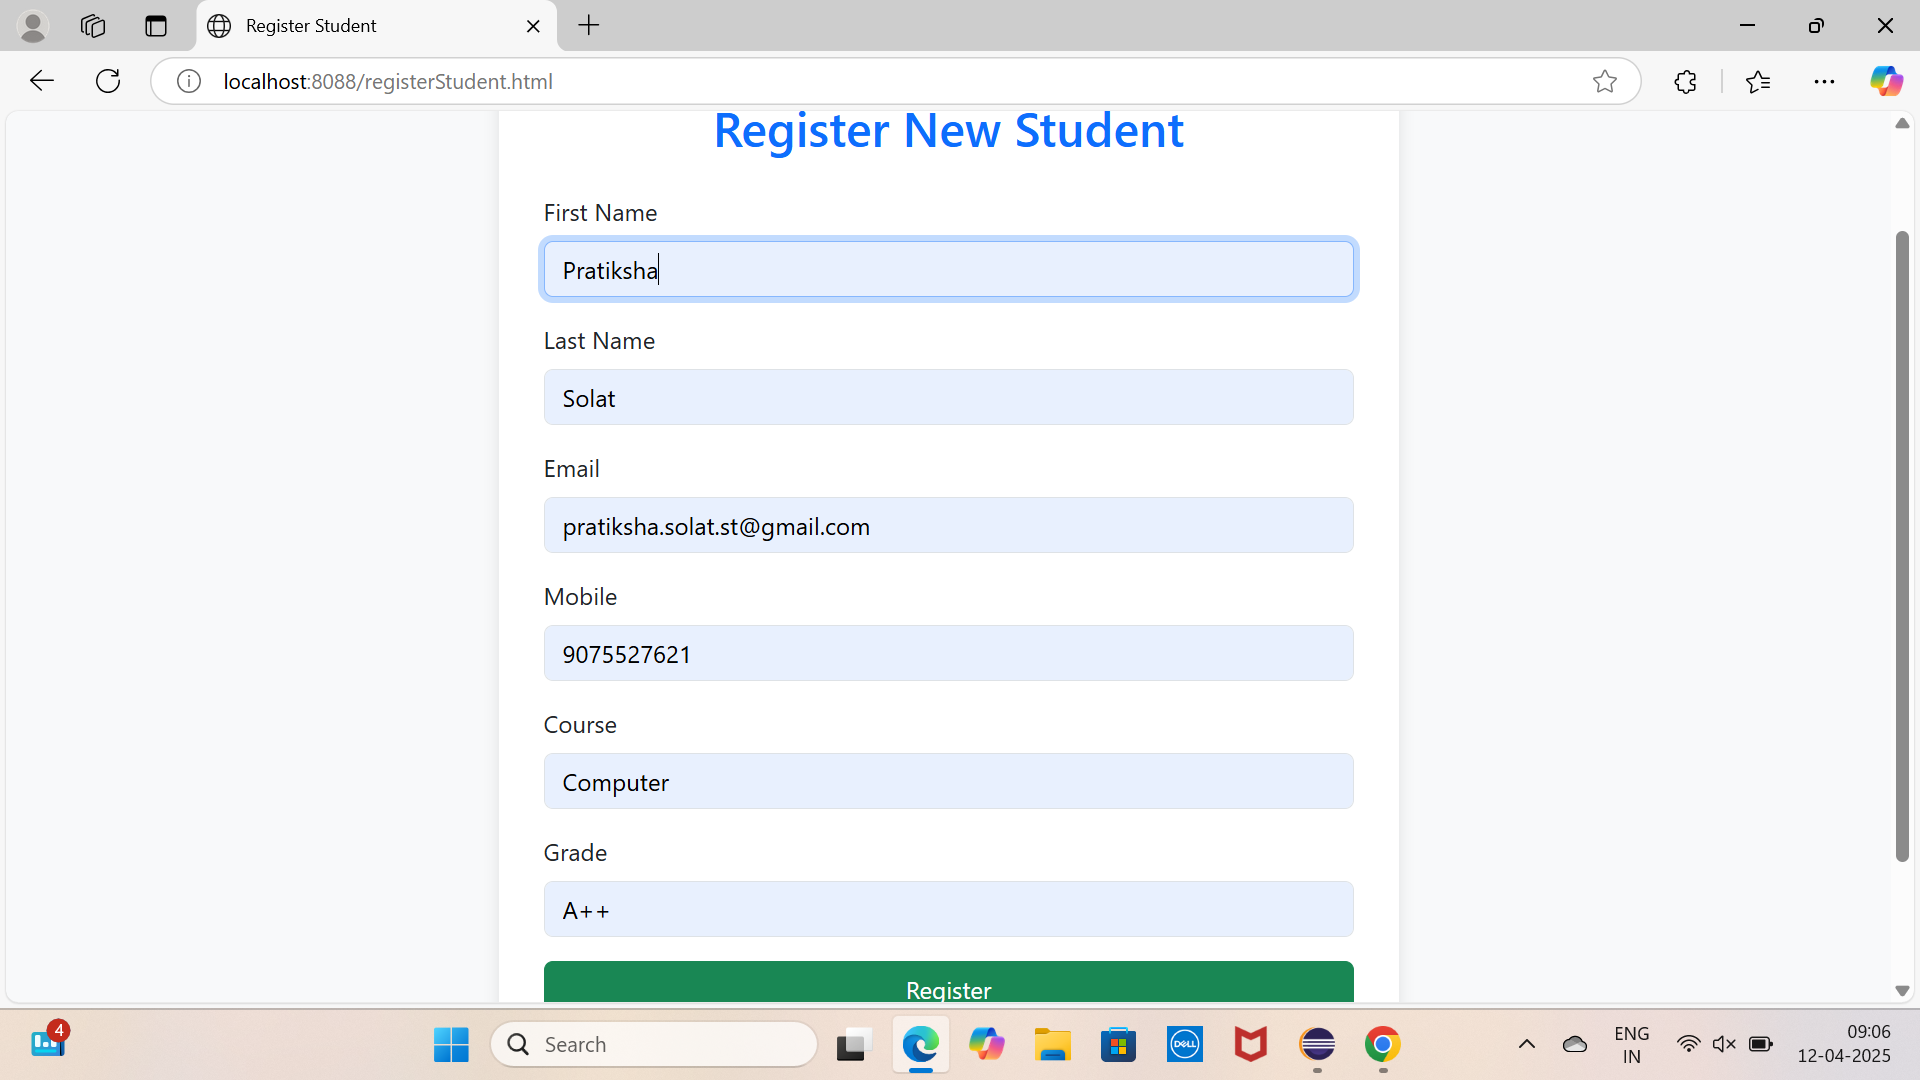 Register Student
localhost:8088/registerStudent.html
Register New Student
First Name
Pratiksha
Last Name
Solat
Email
pratiksha.solat.st@gmail.com
Mobile
9075527621
Course
Computer
Grade
A++
Register
4
Search
DELL
ENG
IN
09:06
12-04-2025